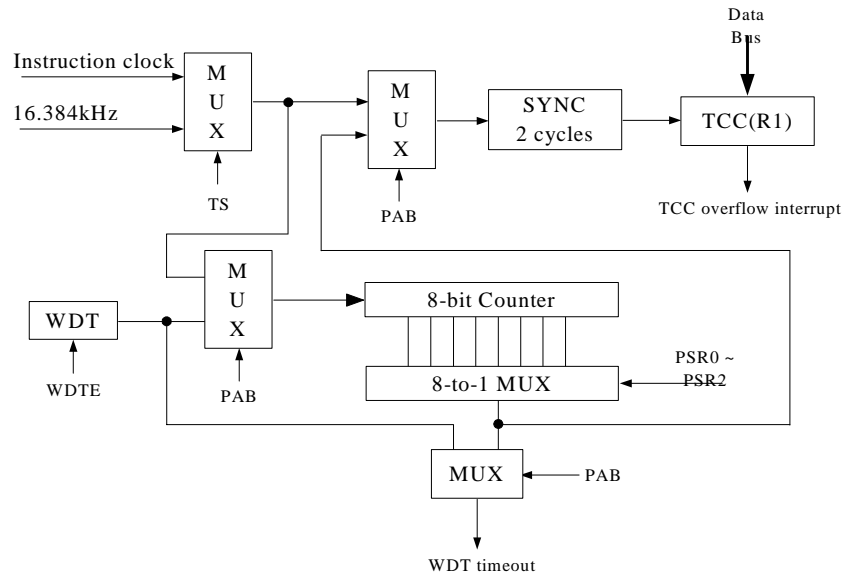 Data
Bus
Instruction clock
16.384kHz
M
U
X
TS
M
U
X
PAB
SYNC
2 cycles
TCC(R1)
TCC overflow interrupt
M
U
X
PAB
WDT
WDTE
8-bit Counter
8-to-1 MUX
PSR0 ~
PSR2
MUX
PAB
WDT timeout